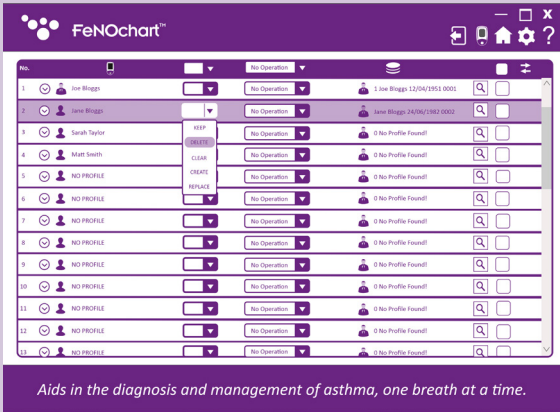 FeNOchart™
?
No. No Operation
1 Joe Bloggs No Operation 1 Joe Bloggs 12/04/1951 0001
2 Jane Bloggs Jane Bloggs 24/06/1982 0002
KEEP
3 Sarah Taylor No Operation 0 No Profile Found!
DELETE
4 Matt Smith No Operation 0 No Profile Found!
CLEAR
5 NO PROFILE No Operation 0 No Profile Found!
CREATE
REPLACE
6 NO PROFILE No Operation 0 No Profile Found!
7 NO PROFILE No Operation 0 No Profile Found!
8 NO PROFILE No Operation 0 No Profile Found!
9 NO PROFILE No Operation 0 No Profile Found!
10 NO PROFILE No Operation 0 No Profile Found!
11 NO PROFILE No Operation 0 No Profile Found!
12 NO PROFILE No Operation 0 No Profile Found!
13 NO PROFILE No Operation 0 No Profile Found!
Aids in the diagnosis and management of asthma, one breath at a time.